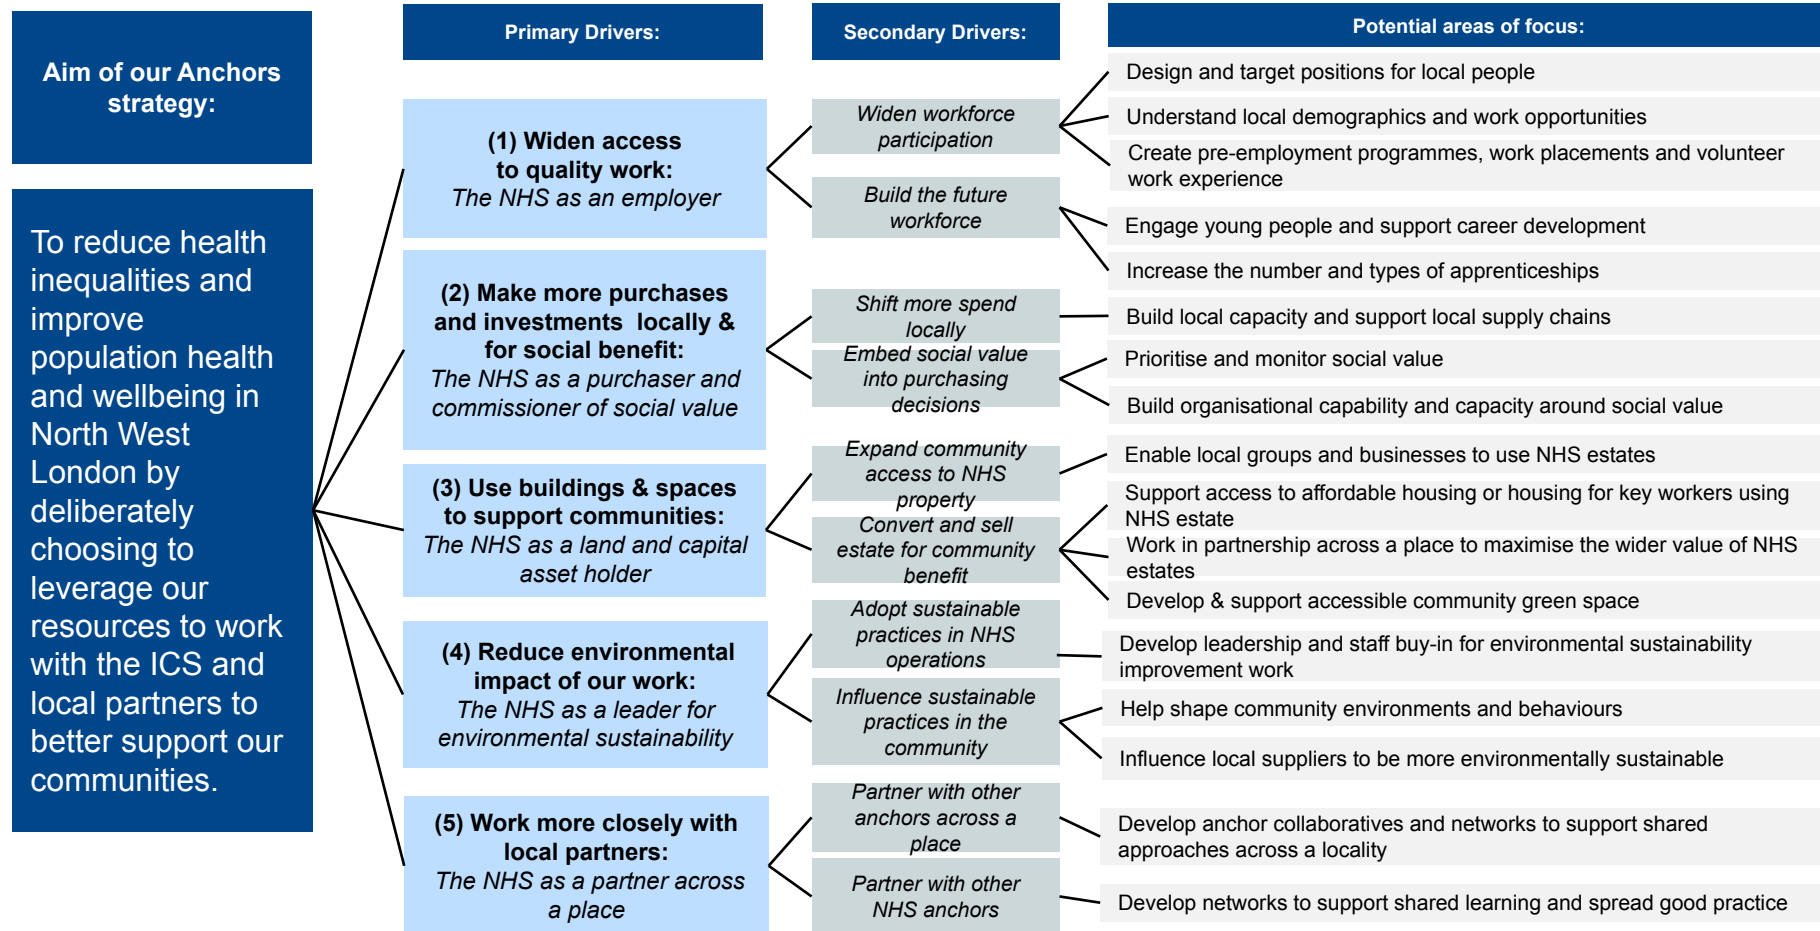 Aim of our Anchors
strategy:
To reduce health
inequalities and
improve
population health
and wellbeing in
North West
London by
deliberately
choosing to
leverage our
resources to work
with the ICS and
local partners to
better support our
communities.
Primary Drivers:
(1) Widen access
to quality work:
The NHS as an employer
(2) Make more purchases
and investments locally &
for social benefit:
The NHS as a purchaser and
commissioner of social value
(3) Use buildings & spaces
to support communities:
The NHS as a land and capital
asset holder
(4) Reduce environmental
impact of our work:
The NHS as a leader for
environmental sustainability
(5) Work more closely with
local partners:
The NHS as a partner across
a place
Secondary Drivers:
Widen workforce
participation
Build the future
workforce
Shift more spend
locally
Embed social value
into purchasing
decisions
Expand community
access to NHS
property
Convert and sell
estate for community
benefit
Adopt sustainable
practices in NHS
operations
Influence sustainable
practices in the
community
Partner with other
anchors across a
place
Partner with other
NHS anchors
Potential areas of focus:
Design and target positions for local people
Understand local demographics and work opportunities
Create pre-employment programmes, work placements and volunteer
work experience
Engage young people and support career development
Increase the number and types of apprenticeships
Build local capacity and support local supply chains
Prioritise and monitor social value
Build organisational capability and capacity around social value
Enable local groups and businesses to use NHS estates
Support access to affordable housing or housing for key workers using
NHS estate
Work in partnership across a place to maximise the wider value of NHS
estates
Develop & support accessible community green space
Develop leadership and staff buy-in for environmental sustainability
improvement work
Help shape community environments and behaviours
Influence local suppliers to be more environmentally sustainable
Develop anchor collaboratives and networks to support shared
approaches across a locality
Develop networks to support shared learning and spread good practice